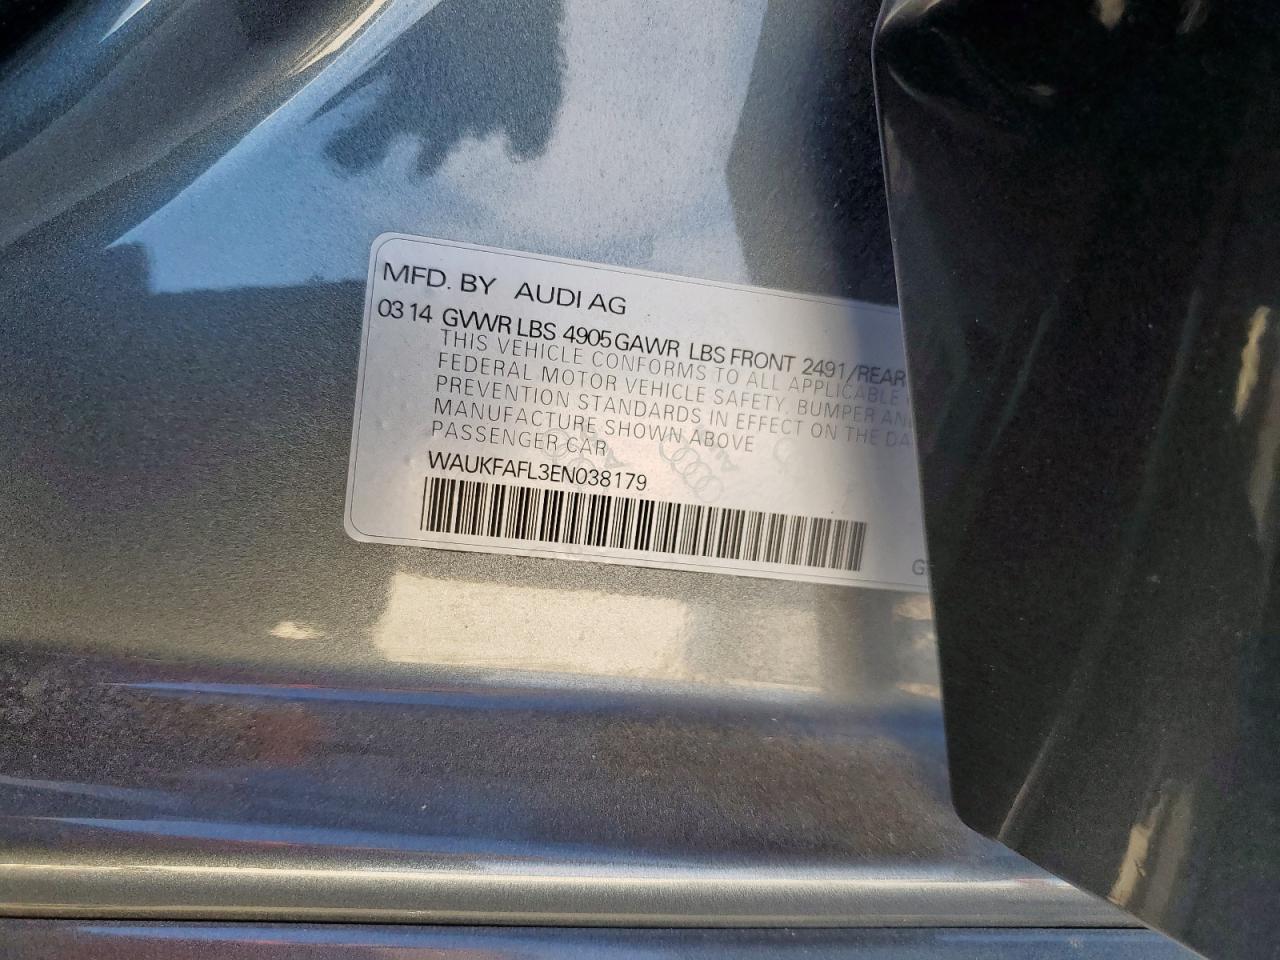 MFD. BY AUDI AG
03 14 GVWR LBS 4905 GAWR LBS FRONT 2491/REAR
THIS VEHICLE CONFORMS TO ALL APPLICABLE
FEDERAL MOTOR VEHICLE SAFETY, BUMPER AN
PREVENTION STANDARDS IN EFFECT ON THE DA
MANUFACTURE SHOWN ABOVE
PASSENGER CAR
WAUKFAFL3EN038179